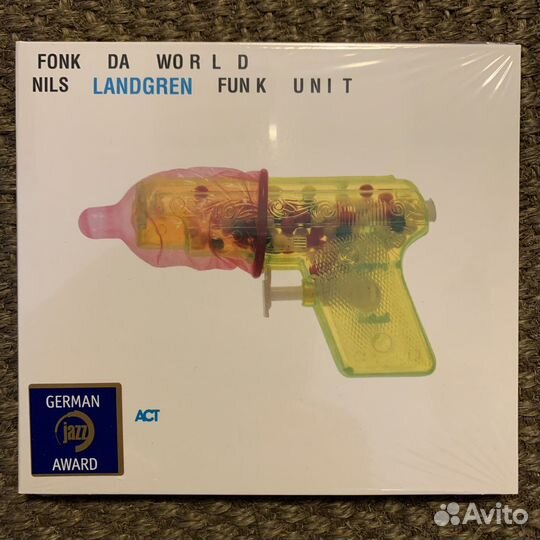 FONK DA WORLD
NILS LANDGREN FUNK UNIT
GERMAN
jazz
AWARD
ACT
Avito